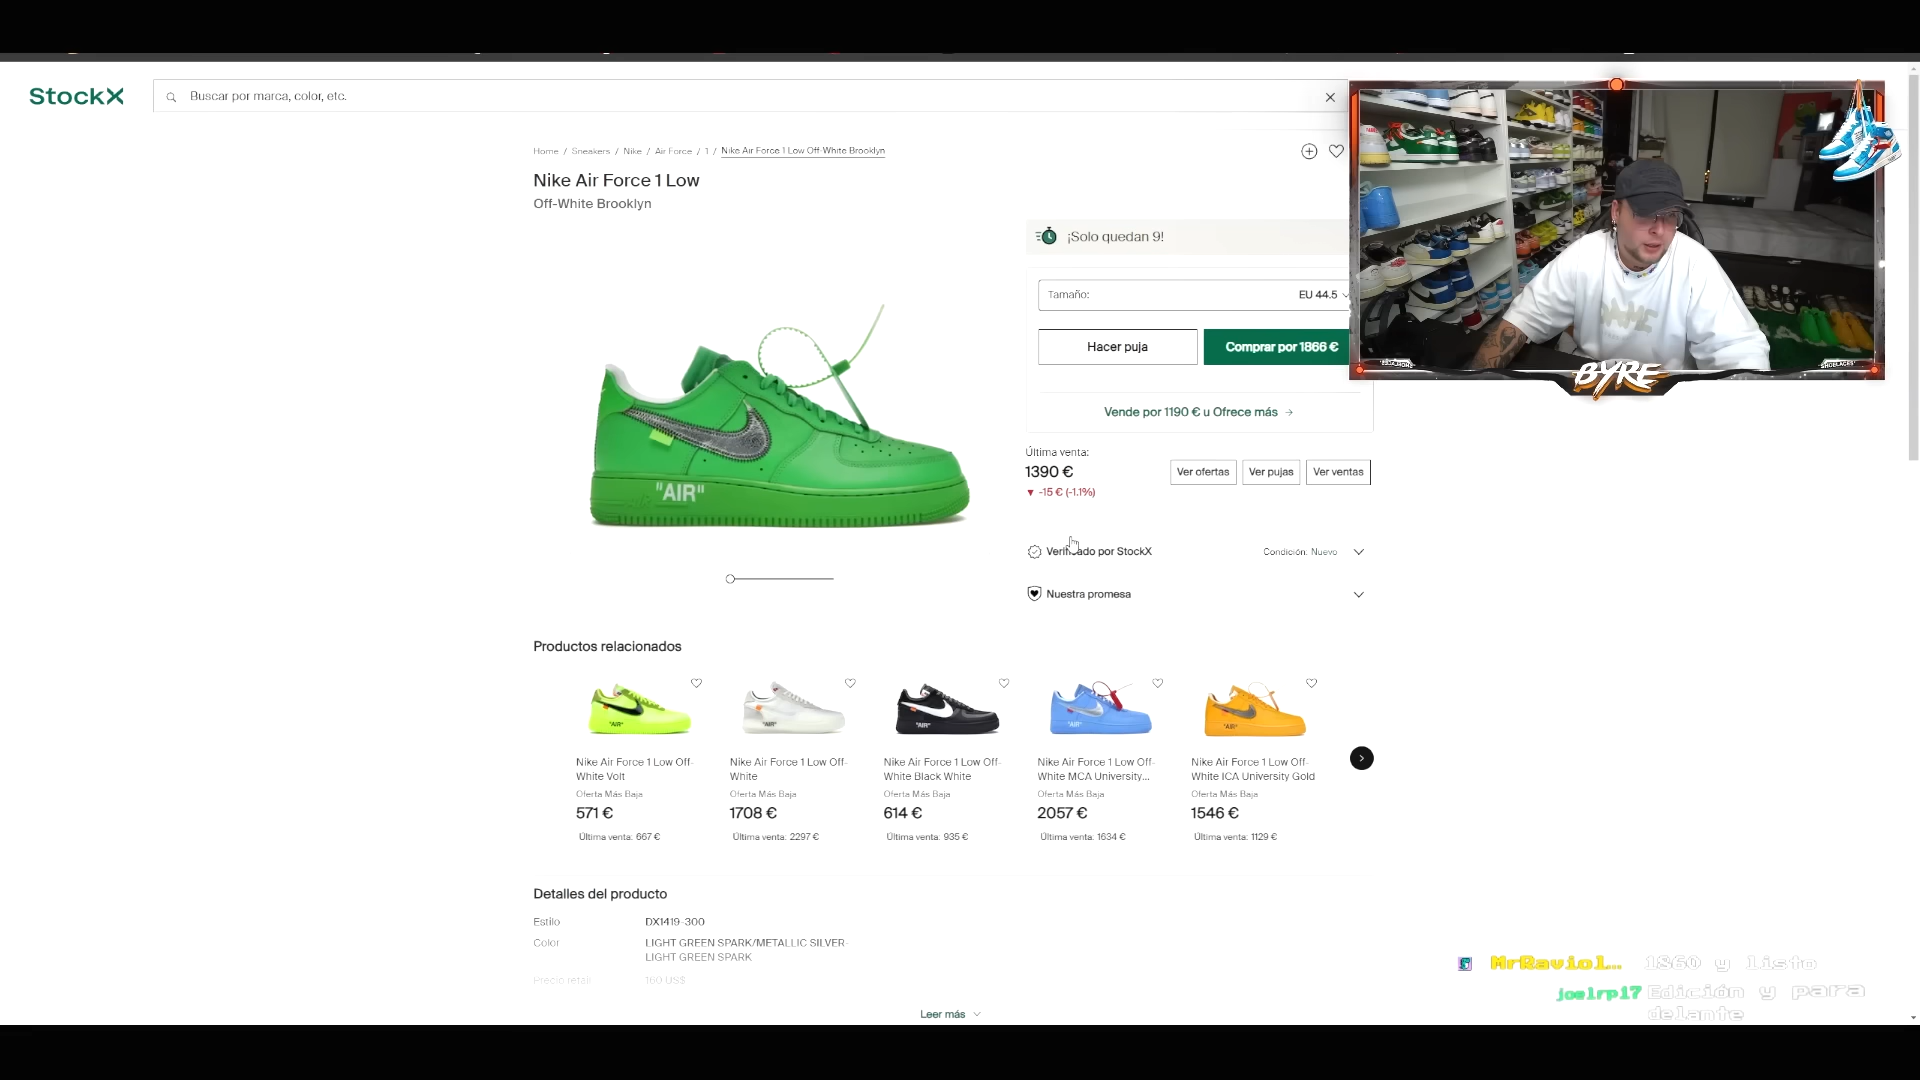 StockX
Buscar por marca, color, etc.
Home / Sneakers / Nike / Air Force / 1 / Nike Air Force 1 Low Off-White Brooklyn
Nike Air Force 1 Low
Off-White Brooklyn
¡Solo quedan 9!
Tamaño: EU 44.5
Hacer puja
Comprar por 1866 €
Vende por 1190 € u Ofrece más
Última venta:
1390 €
▼ -15 € (-1.1%)
Ver ofertas
Ver pujas
Ver ventas
"AIR"
Verificado por StockX
Condición: Nuevo
Nuestra promesa
BYRE
Productos relacionados
Nike Air Force 1 Low Off-
White Volt
Oferta Más Baja
571 €
Última venta: 667 €
Nike Air Force 1 Low Off-
White
Oferta Más Baja
1708 €
Última venta: 2297 €
Nike Air Force 1 Low Off-
White Black White
Oferta Más Baja
614 €
Última venta: 935 €
Nike Air Force 1 Low Off-
White MCA University...
Oferta Más Baja
2057 €
Última venta: 1634 €
Nike Air Force 1 Low Off-
White ICA University Gold
Oferta Más Baja
1546 €
Última venta: 1129 €
Detalles del producto
Estilo DX1419-300
Color LIGHT GREEN SPARK/METALLIC SILVER-
LIGHT GREEN SPARK
Precio retail 160 US$
Leer más
MrRaviol... 1860 y listo
joelrp17 Edición y para
delante